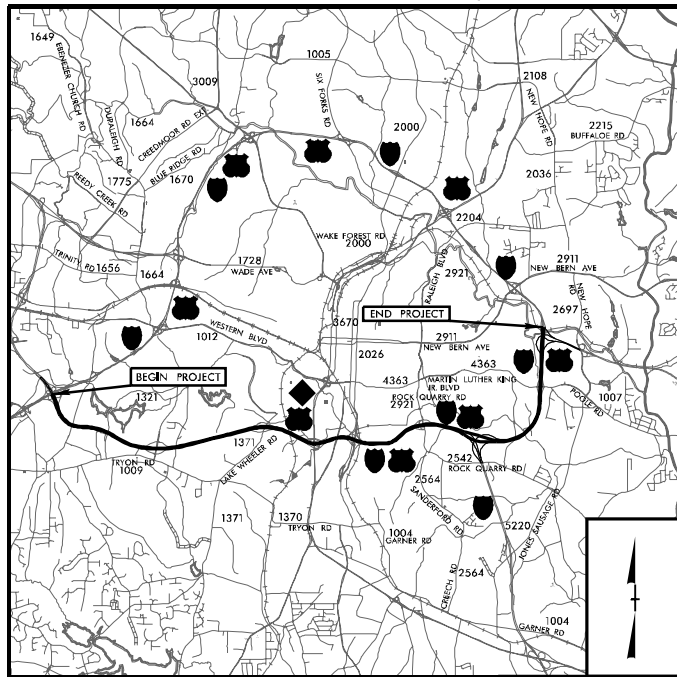 1649
EBENEZER CHURCH RD
1005
3009
SIX FORKS RD
2108
NEW HOPE
RD
DURALEIGH
RD
1664
CREEDMOOR RD EXT
2000
2215
BUFFALOE RD
BLUE RIDGE RD
1775
1670
2036
REEDY CREEK RD
2204
WAKE FOREST RD
2000
TRINITY RD
1656
1664
1728
WADE AVE
RALEIGH BLVD
2921
2911
NEW BERN AVE
NEW HOPE
RD
2697
END PROJECT
3670
WESTERN BLVD
1012
2911
NEW BERN AVE
2026
4363
BEGIN PROJECT
1321
4363
MARTIN LUTHER KING
JR. BLVD
ROCK QUARRY RD
2921
POOLE RD
1007
1371
LAKE WHEELER RD
TRYON RD
1009
2542
ROCK QUARRY RD
2564
SANDERFORD RD
JONES SAUSAGE RD
1371
1370
TRYON RD
1004
GARNER RD
5220
CREECH RD
2564
1004
GARNER RD